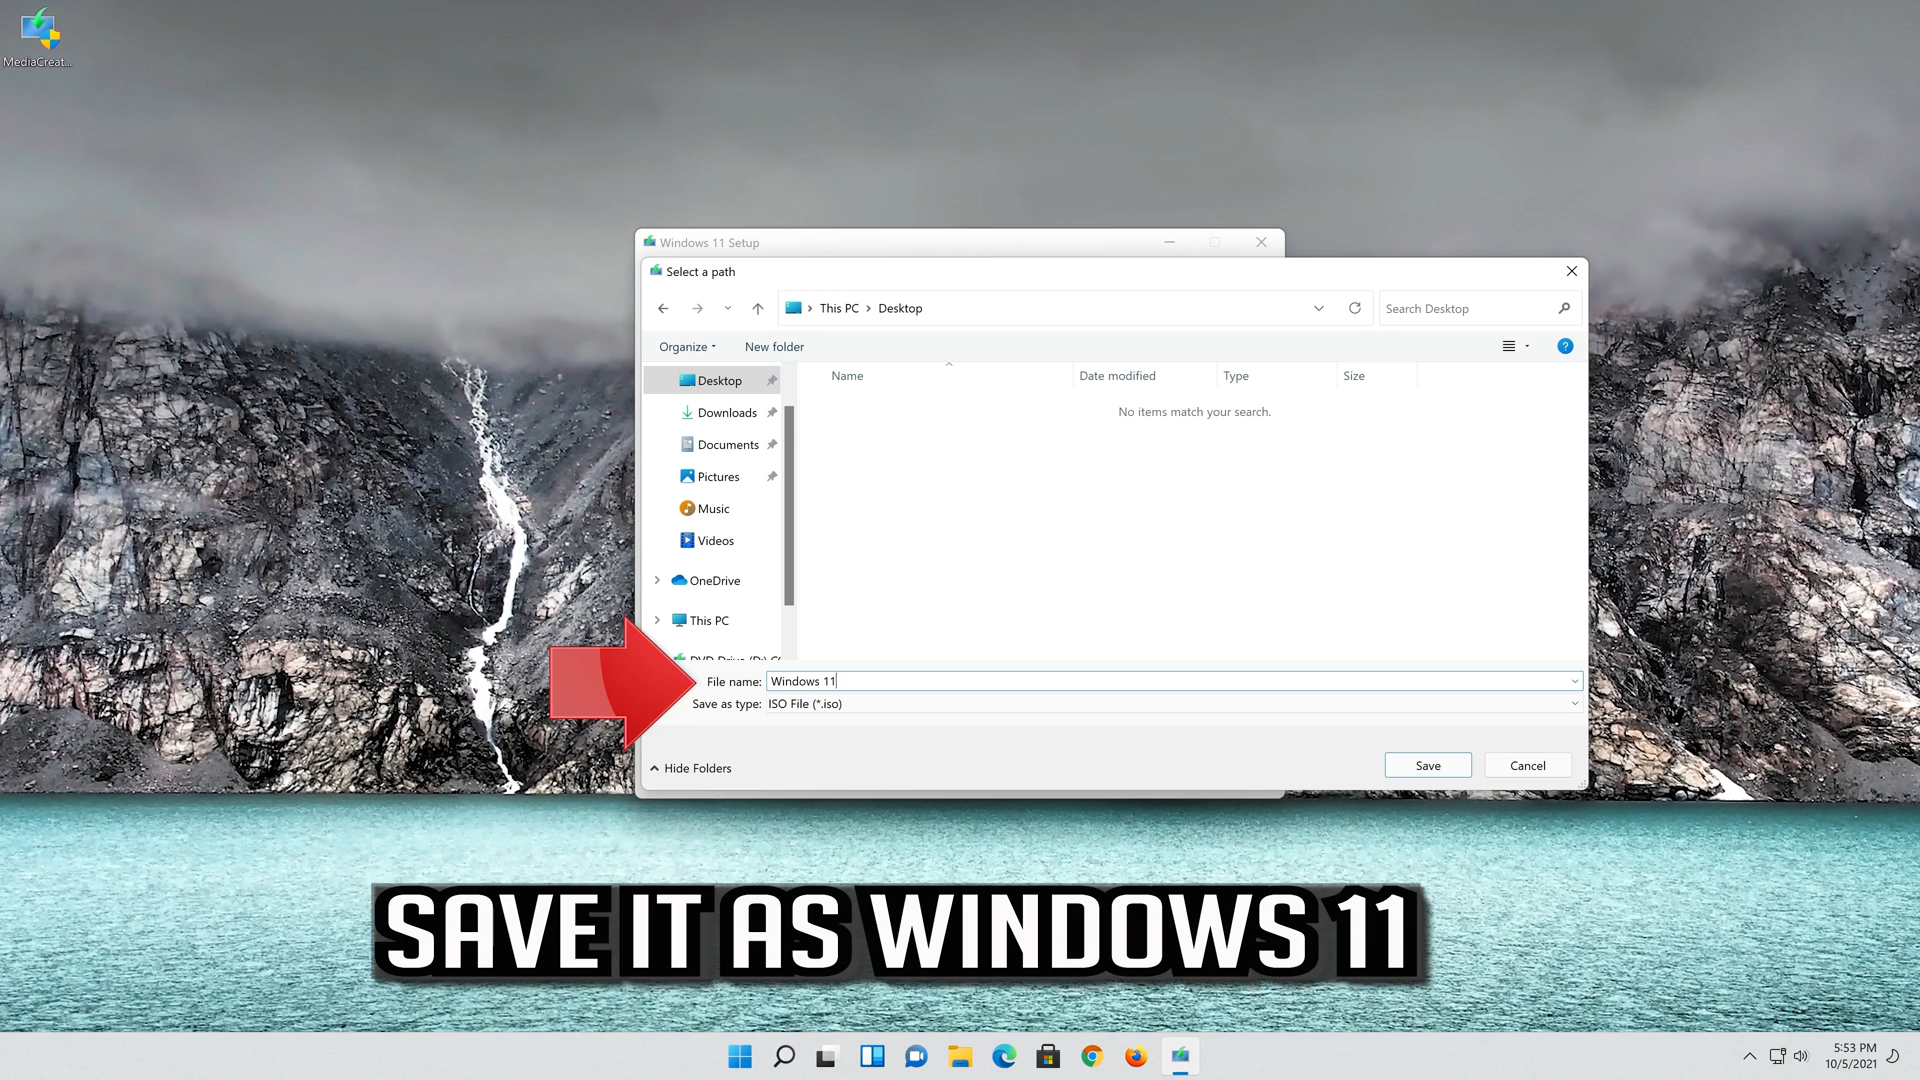 MediaCreat...
Windows 11 Setup
Select a path
This PC > Desktop
Search Desktop
Organize
New folder
?
Name
Date modified
Type
Size
Desktop
No items match your search.
Downloads
Documents
Pictures
Music
Videos
OneDrive
This PC
File name: Windows 11
Save as type: ISO File (*.iso)
Hide Folders
Save
Cancel
SAVE IT AS WINDOWS 11
5:53 PM
10/5/2021